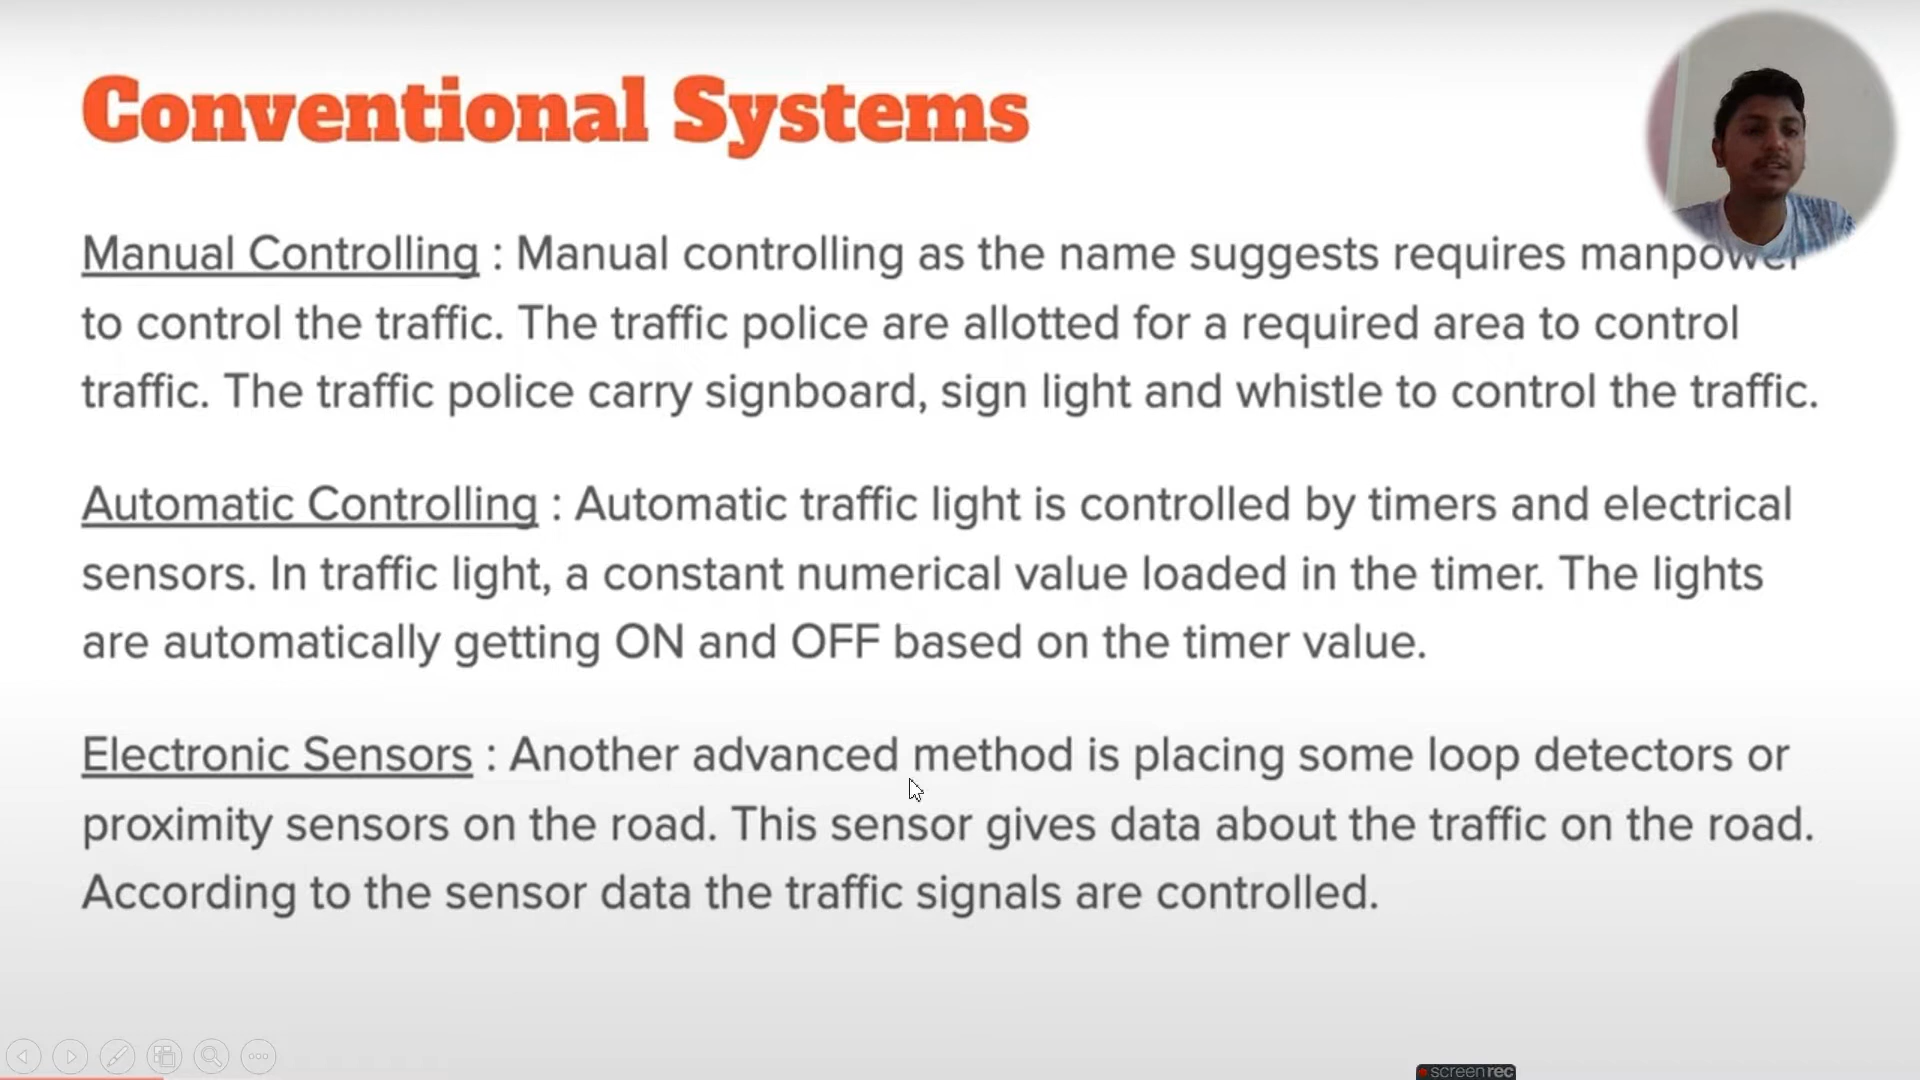 Conventional Systems
Manual Controlling : Manual controlling as the name suggests requires manpower
to control the traffic. The traffic police are allotted for a required area to control
traffic. The traffic police carry signboard, sign light and whistle to control the traffic.
Automatic Controlling : Automatic traffic light is controlled by timers and electrical
sensors. In traffic light, a constant numerical value loaded in the timer. The lights
are automatically getting ON and OFF based on the timer value.
Electronic Sensors : Another advanced method is placing some loop detectors or
proximity sensors on the road. This sensor gives data about the traffic on the road.
According to the sensor data the traffic signals are controlled.
screenrec